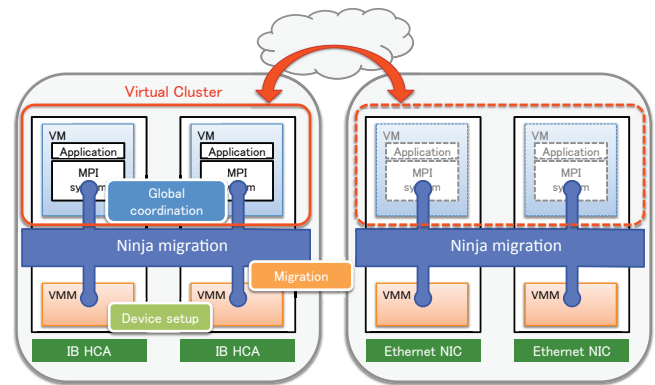 Virtual Cluster
VM
Application
MPI
system
VM
Application
MPI
system
Global
coordination
Ninja migration
VMM
VMM
Device setup
Migration
IB HCA
IB HCA
VM
Application
MPI
system
VM
Application
MPI
system
Ninja migration
VMM
VMM
Ethernet NIC
Ethernet NIC